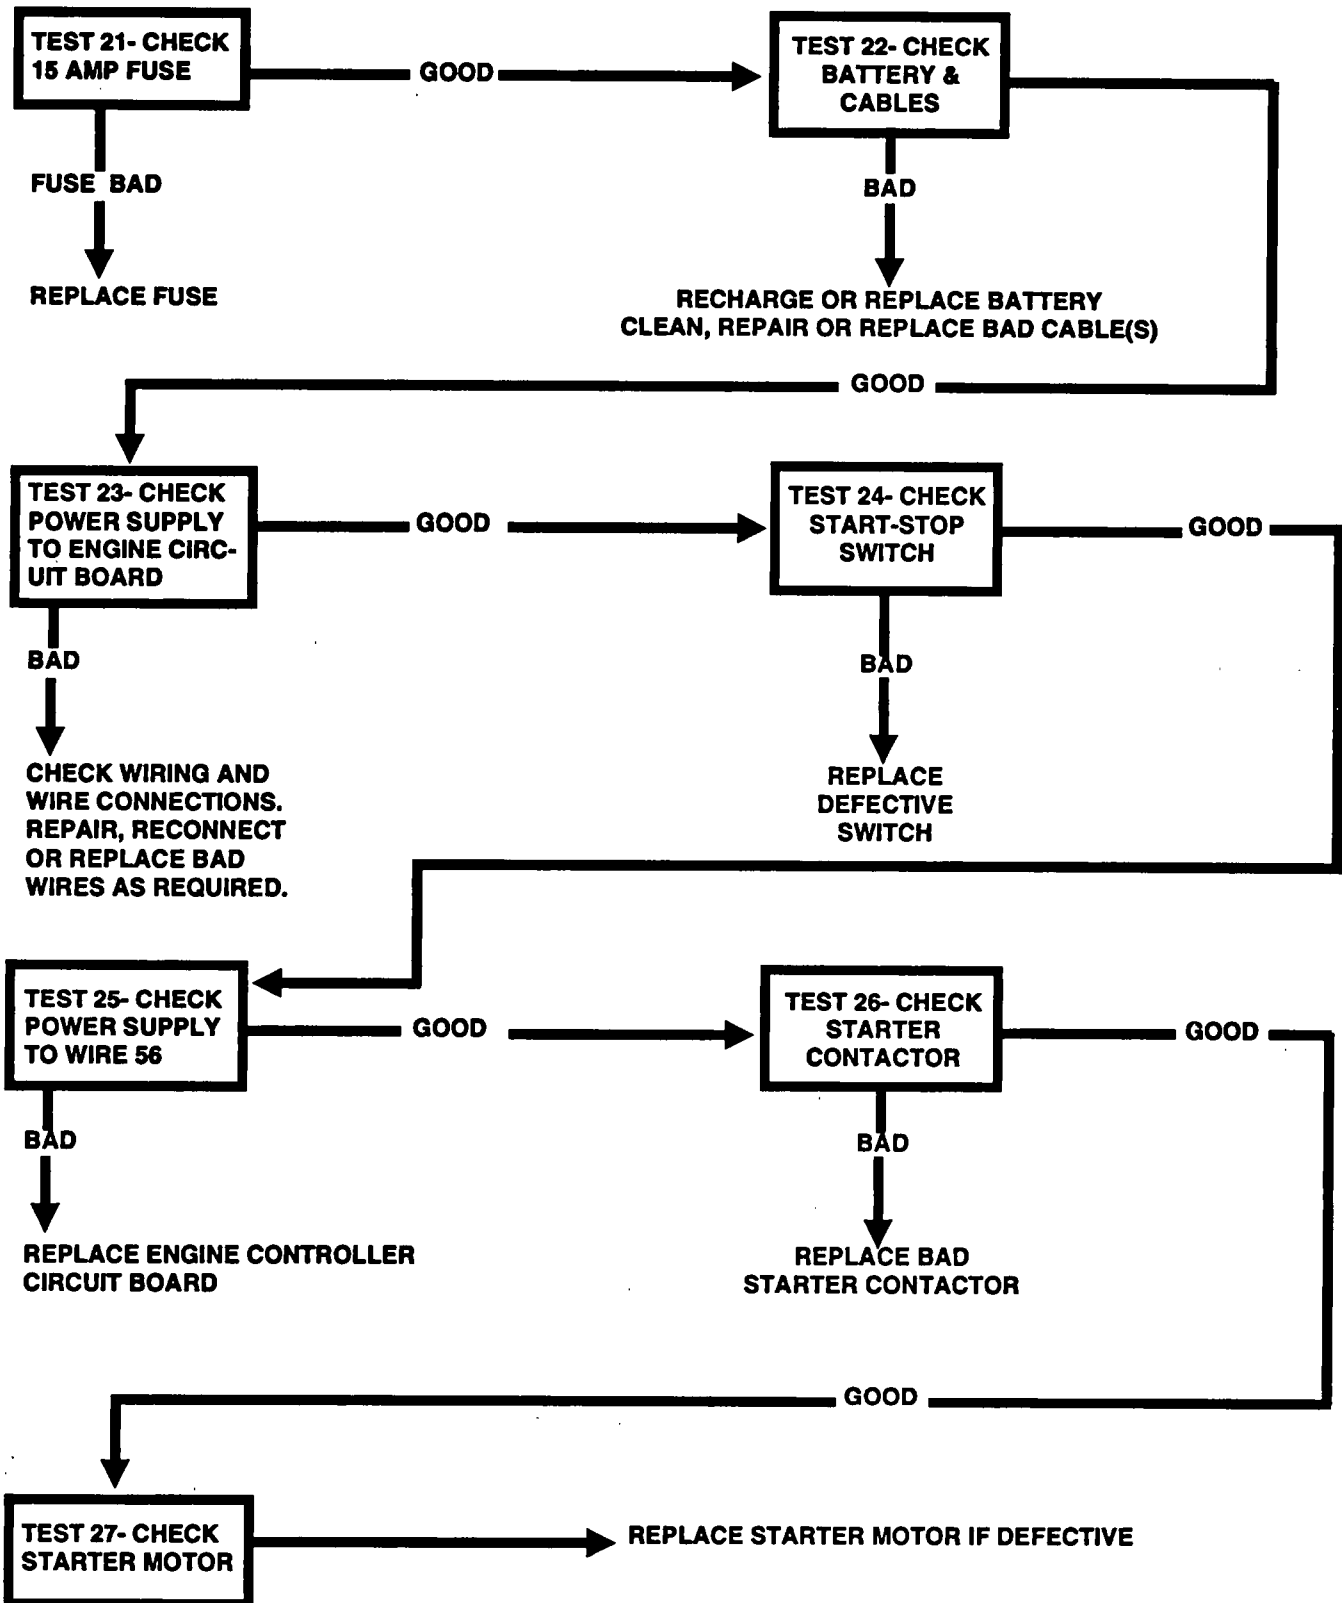 TEST 21- CHECK
15 AMP FUSE
GOOD
TEST 22- CHECK
BATTERY &
CABLES
FUSE BAD
BAD
REPLACE FUSE
RECHARGE OR REPLACE BATTERY
CLEAN, REPAIR OR REPLACE BAD CABLE(S)
GOOD
TEST 23- CHECK
POWER SUPPLY
TO ENGINE CIRC-
UIT BOARD
GOOD
TEST 24- CHECK
START-STOP
SWITCH
GOOD
BAD
BAD
CHECK WIRING AND
WIRE CONNECTIONS.
REPAIR, RECONNECT
OR REPLACE BAD
WIRES AS REQUIRED.
REPLACE
DEFECTIVE
SWITCH
TEST 25- CHECK
POWER SUPPLY
TO WIRE 56
GOOD
TEST 26- CHECK
STARTER
CONTACTOR
GOOD
BAD
BAD
REPLACE ENGINE CONTROLLER
CIRCUIT BOARD
REPLACE BAD
STARTER CONTACTOR
GOOD
TEST 27- CHECK
STARTER MOTOR
REPLACE STARTER MOTOR IF DEFECTIVE